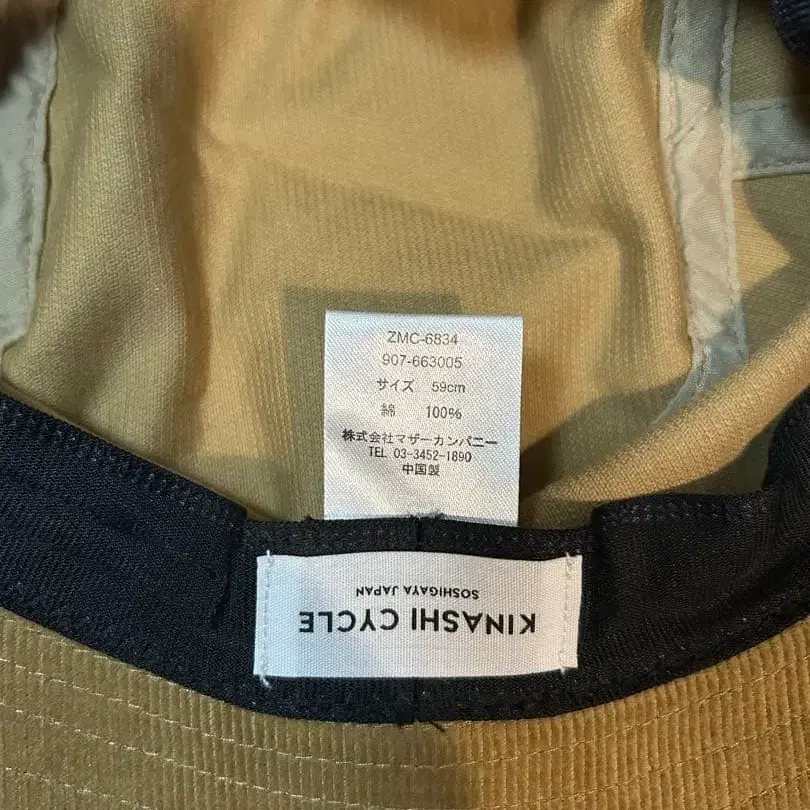 ZMC-6834
907-663005
サイズ 59cm
綿 100%
株式会社マザーカンパニー
TEL 03-3452-1890
中国製
KINASHI CYCLE
SOSHIGAYA JAPAN